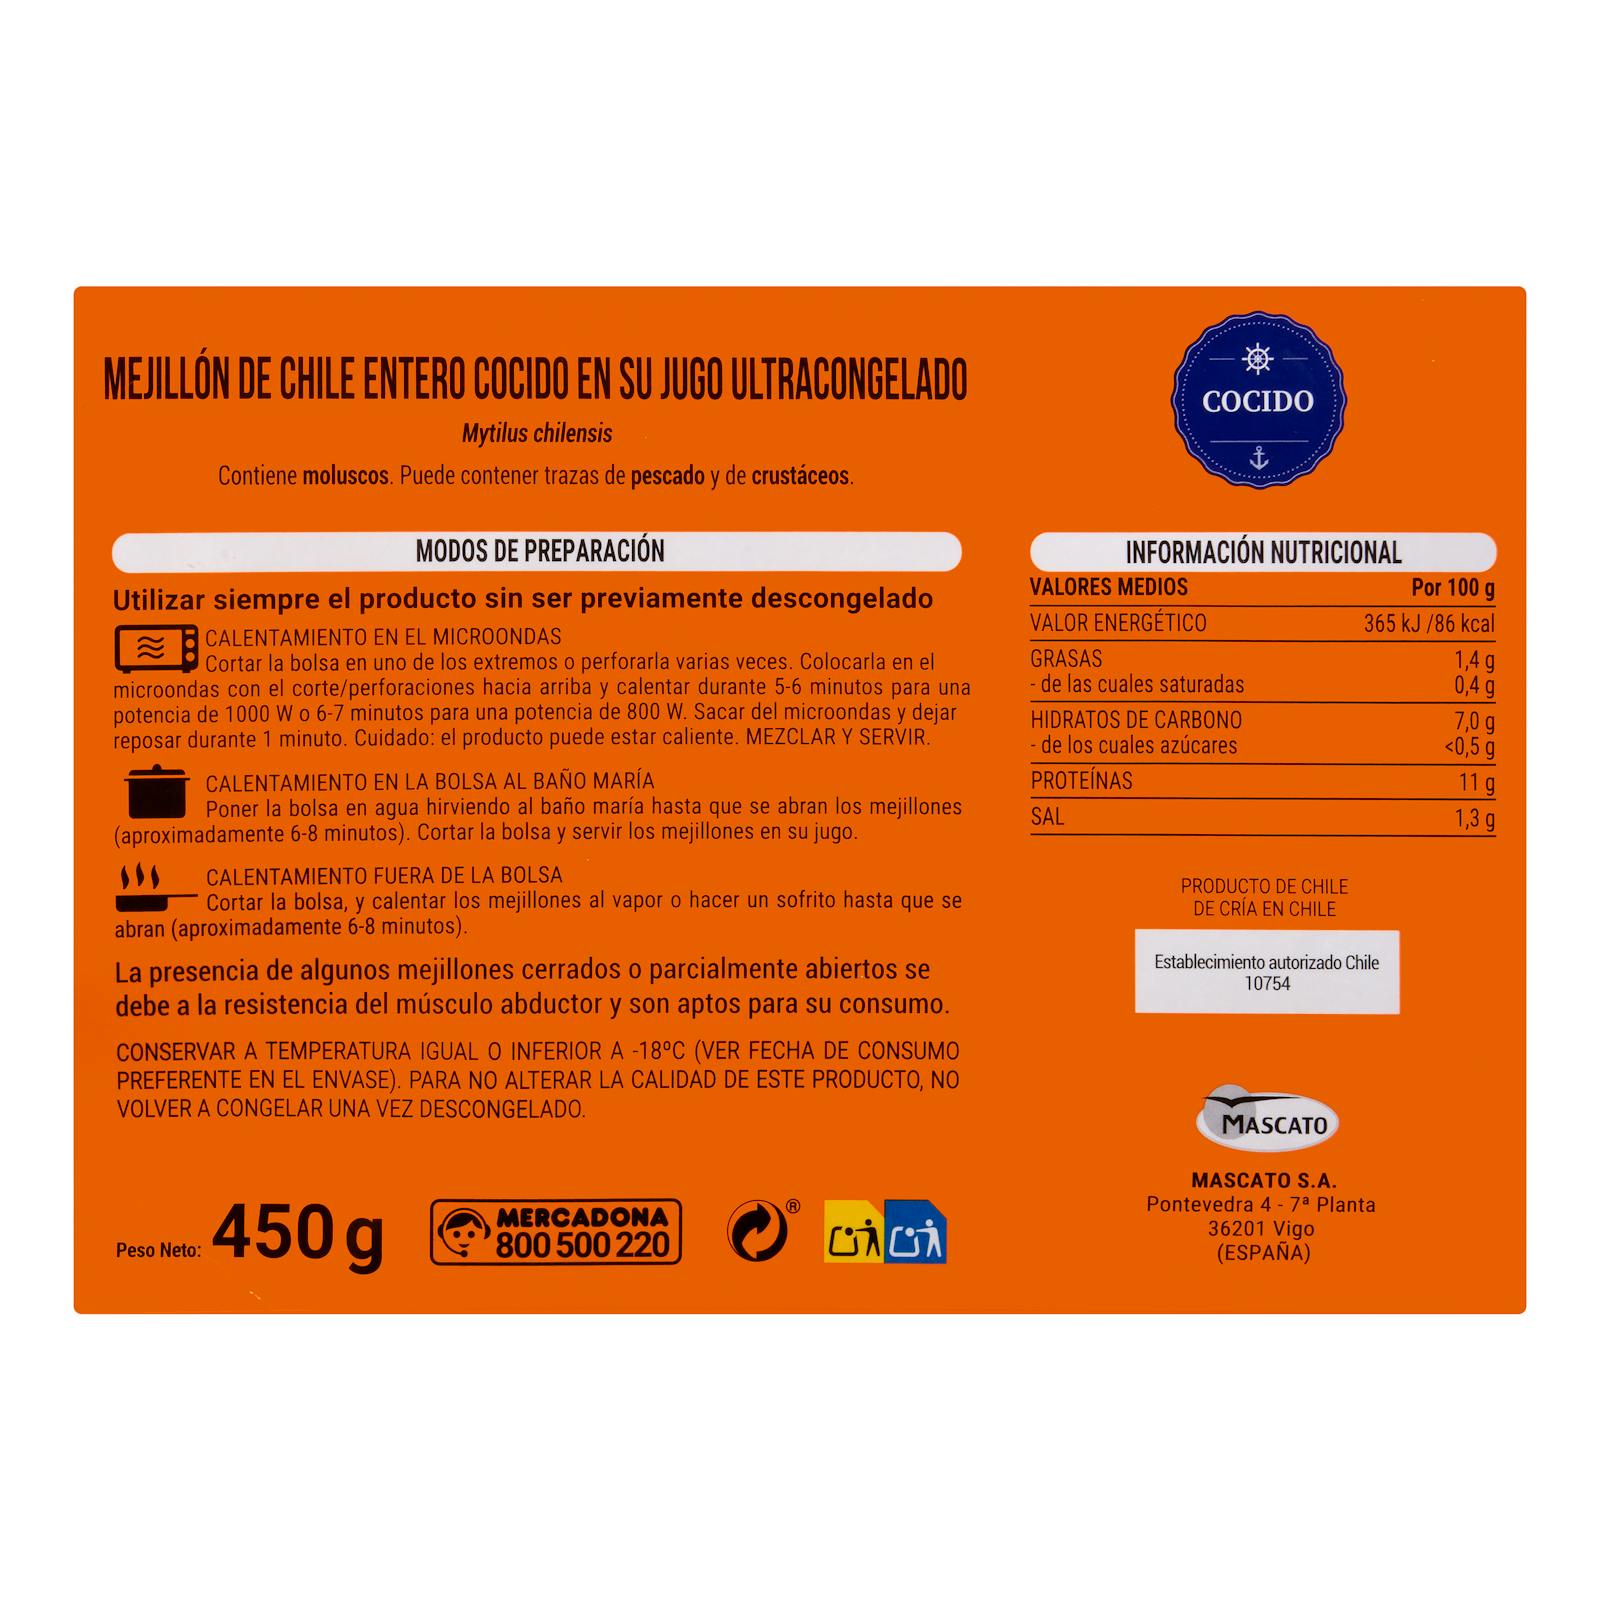 MEJILLÓN DE CHILE ENTERO COCIDO EN SU JUGO ULTRACONGELADO
Mytilus chilensis
Contiene moluscos. Puede contener trazas de pescado y de crustáceos.
COCIDO
MODOS DE PREPARACIÓN
Utilizar siempre el producto sin ser previamente descongelado
CALENTAMIENTO EN EL MICROONDAS
Cortar la bolsa en uno de los extremos o perforarla varias veces. Colocarla en el
microondas con el corte/perforaciones hacia arriba y calentar durante 5-6 minutos para una
potencia de 1000 W o 6-7 minutos para una potencia de 800 W. Sacar del microondas y dejar
reposar durante 1 minuto. Cuidado: el producto puede estar caliente. MEZCLAR Y SERVIR.
CALENTAMIENTO EN LA BOLSA AL BAÑO MARÍA
Poner la bolsa en agua hirviendo al baño maría hasta que se abran los mejillones
(aproximadamente 6-8 minutos). Cortar la bolsa y servir los mejillones en su jugo.
CALENTAMIENTO FUERA DE LA BOLSA
Cortar la bolsa, y calentar los mejillones al vapor o hacer un sofrito hasta que se
abran (aproximadamente 6-8 minutos).
La presencia de algunos mejillones cerrados o parcialmente abiertos se
debe a la resistencia del músculo abductor y son aptos para su consumo.
CONSERVAR A TEMPERATURA IGUAL O INFERIOR A -18ºC (VER FECHA DE CONSUMO
PREFERENTE EN EL ENVASE). PARA NO ALTERAR LA CALIDAD DE ESTE PRODUCTO, NO
VOLVER A CONGELAR UNA VEZ DESCONGELADO.
Peso Neto: 450 g
MERCADONA
800 500 220
®
INFORMACIÓN NUTRICIONAL
VALORES MEDIOS Por 100 g
VALOR ENERGÉTICO 365 kJ /86 kcal
GRASAS 1,4 g
- de las cuales saturadas 0,4 g
HIDRATOS DE CARBONO 7,0 g
- de los cuales azúcares <0,5 g
PROTEÍNAS 11 g
SAL 1,3 g
PRODUCTO DE CHILE
DE CRÍA EN CHILE
Establecimiento autorizado Chile
10754
MASCATO
MASCATO S.A.
Pontevedra 4 - 7ª Planta
36201 Vigo
(ESPAÑA)